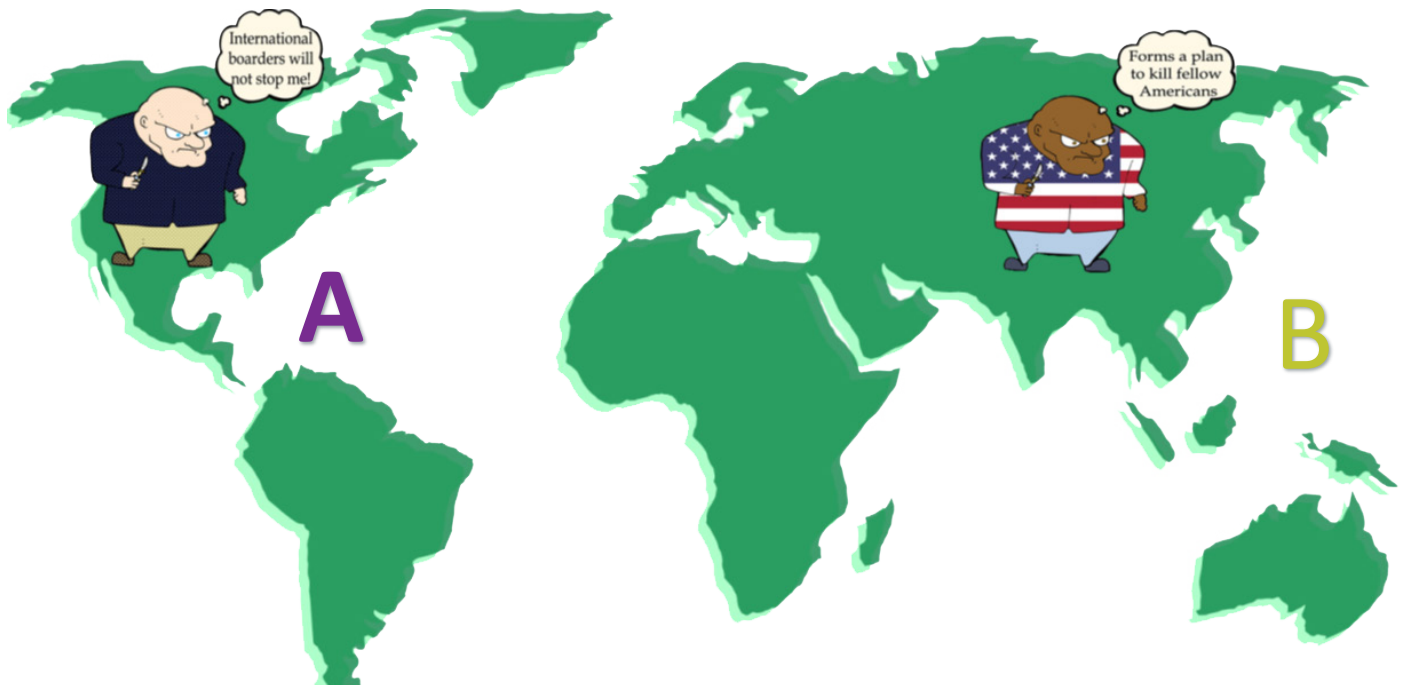 International
boarders will
not stop me!
Forms a plan
to kill fellow
Americans
A
B